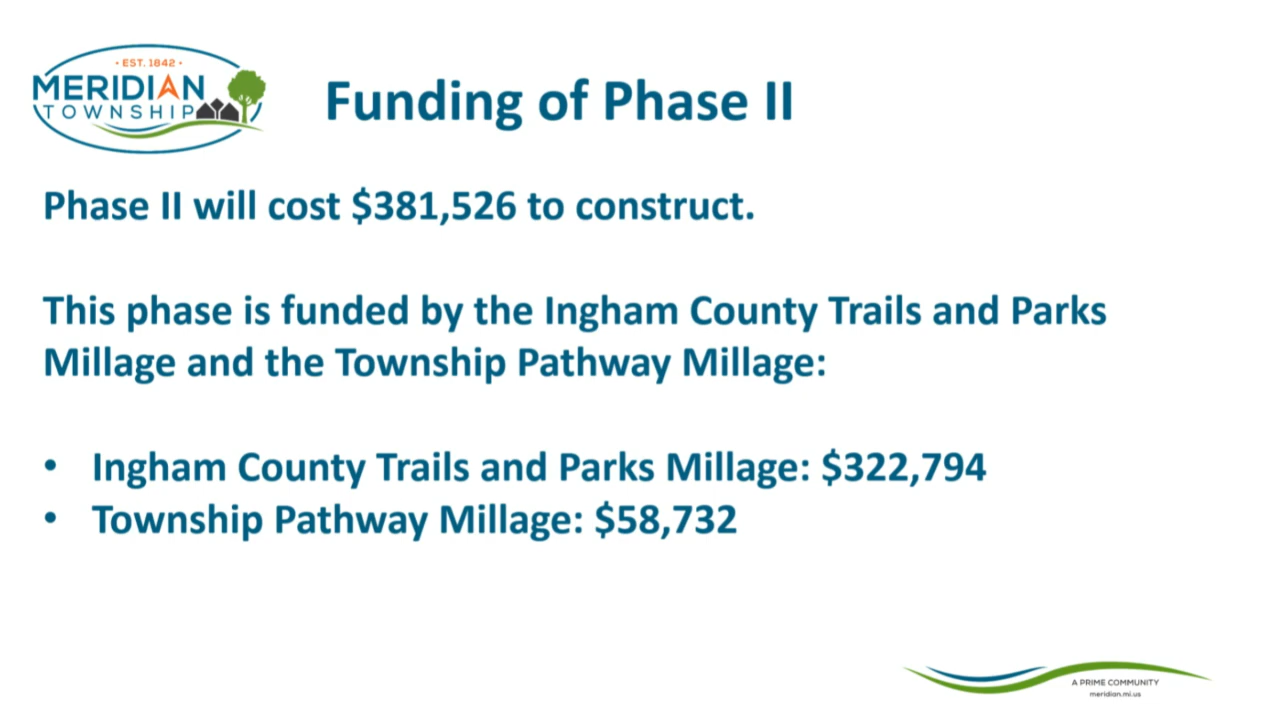 • EST. 1842 •
MERIDIAN
TOWNSHIP
Funding of Phase II
Phase II will cost $381,526 to construct.
This phase is funded by the Ingham County Trails and Parks
Millage and the Township Pathway Millage:
• Ingham County Trails and Parks Millage: $322,794
• Township Pathway Millage: $58,732
A PRIME COMMUNITY
meridian.mi.us